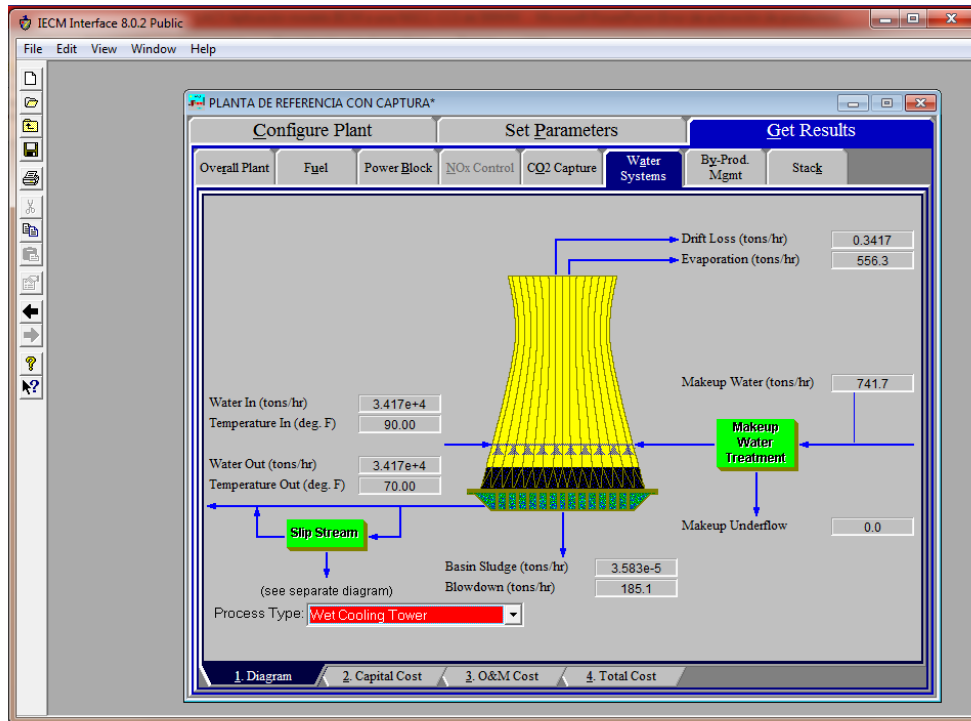 IECM Interface 8.0.2 Public
File Edit View Window Help
PLANTA DE REFERENCIA CON CAPTURA*
Configure Plant Set Parameters Get Results
Overall Plant Fuel Power Block NOx Control CO2 Capture Water Systems By-Prod. Mgmt Stack
Drift Loss (tons/hr) 0.3417
Evaporation (tons/hr) 556.3
Makeup Water (tons/hr) 741.7
Water In (tons/hr) 3.417e+4
Temperature In (deg. F) 90.00
Makeup
Water
Treatment
Water Out (tons/hr) 3.417e+4
Temperature Out (deg. F) 70.00
Makeup Underflow 0.0
Slip Stream
Basin Sludge (tons/hr) 3.583e-5
Blowdown (tons/hr) 185.1
(see separate diagram)
Process Type: Wet Cooling Tower
1. Diagram 2. Capital Cost 3. O&M Cost 4. Total Cost